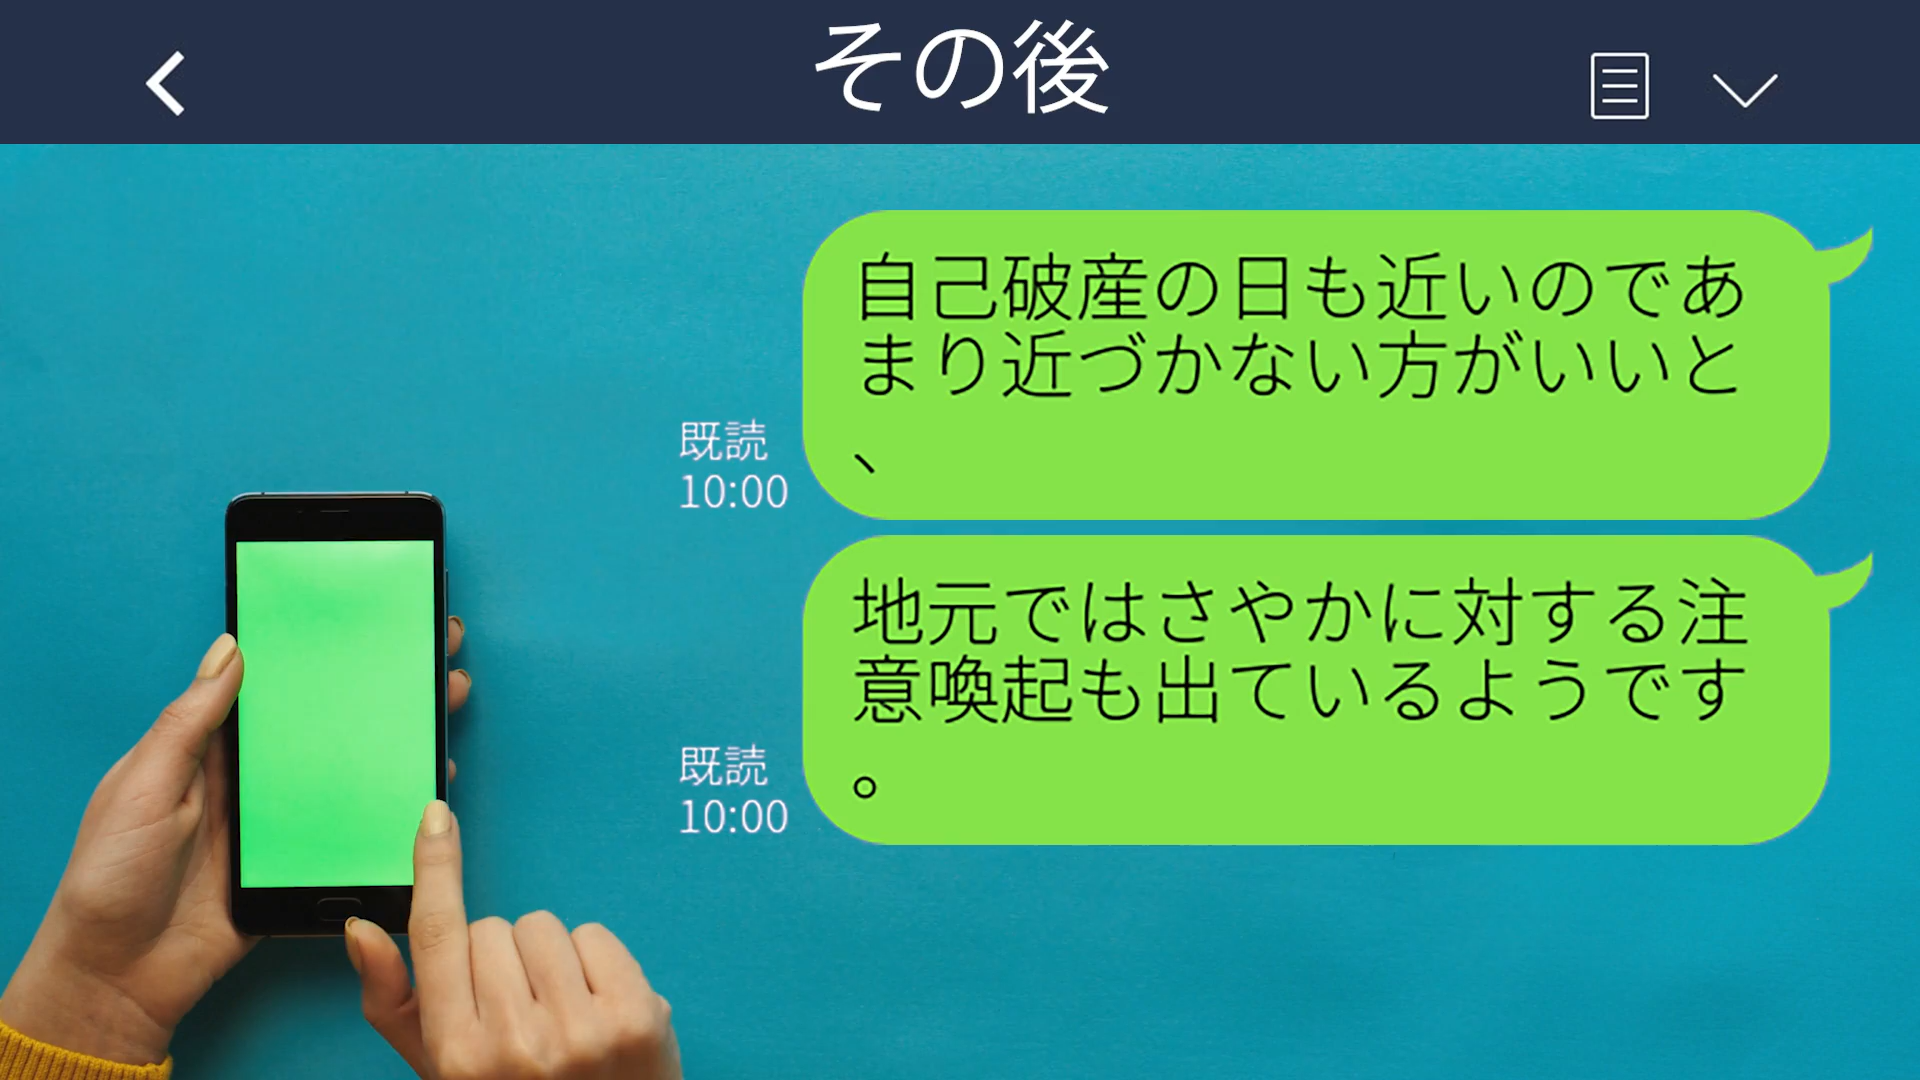 その後
自己破産の日も近いのであ
まり近づかない方がいいと
、
既読
10:00
地元ではさやかに対する注
意喚起も出ているようです
。
既読
10:00